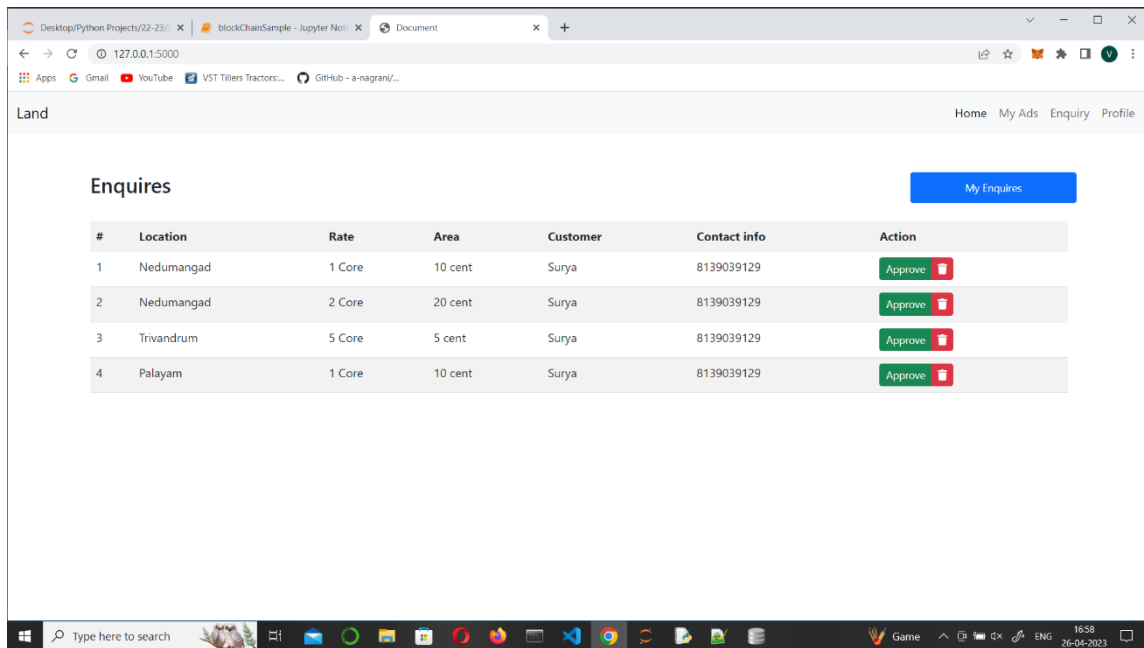 Desktop/Python Projects/22-23/ blockChainSample - Jupyter Not Document
127.0.0.1:5000
V
Apps Gmail YouTube VST Tillers Tractors:... GitHub - a-nagrani/...
Land Home My Ads Enquiry Profile
Enquires My Enquires
# Location Rate Area Customer Contact info Action
1 Nedumangad 1 Core 10 cent Surya 8139039129 Approve
2 Nedumangad 2 Core 20 cent Surya 8139039129 Approve
3 Trivandrum 5 Core 5 cent Surya 8139039129 Approve
4 Palayam 1 Core 10 cent Surya 8139039129 Approve
Type here to search Game ENG 16:58
26-04-2023